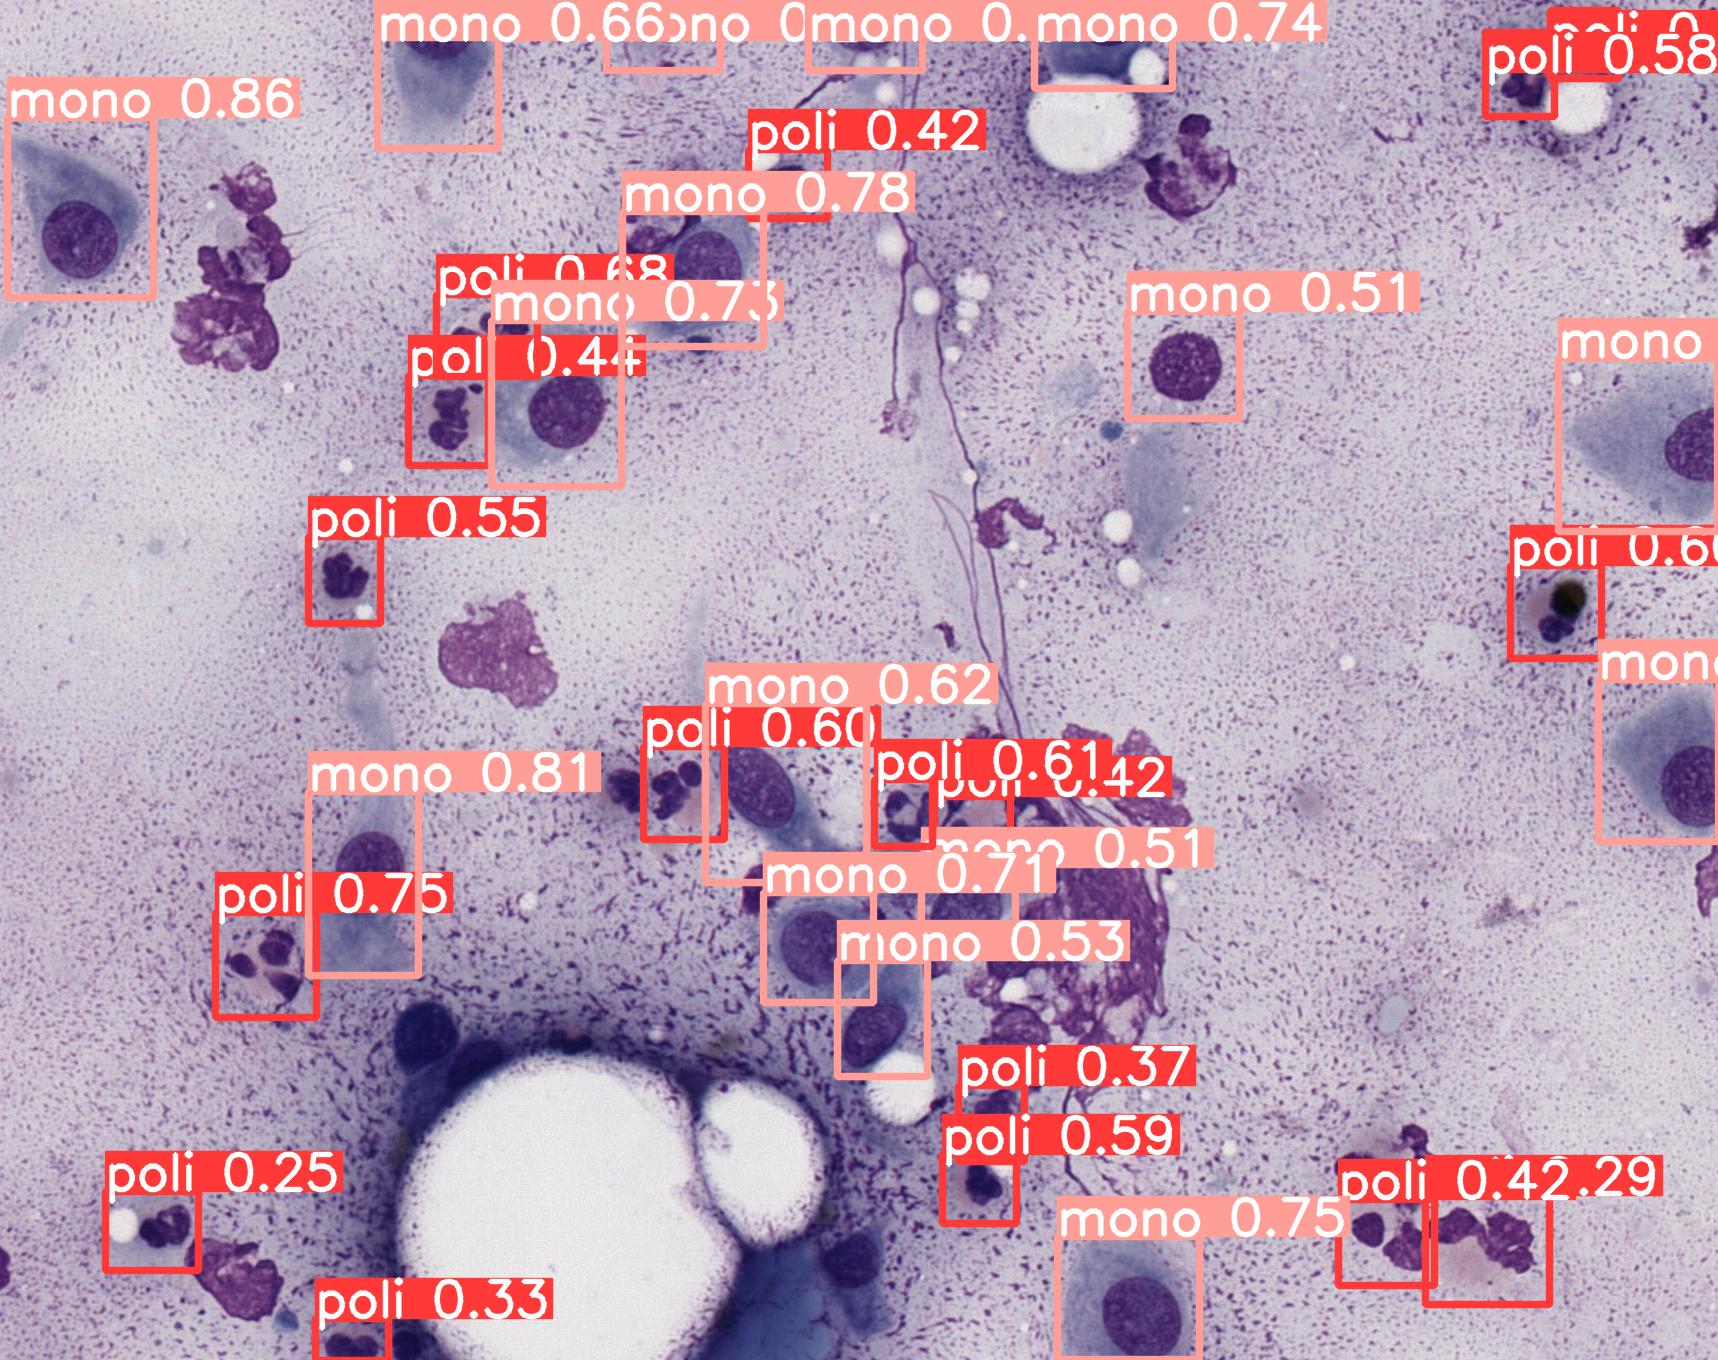 mono 0.66
mono 0.74
poli 0.58
mono 0.86
poli 0.42
mono 0.78
poli 0.68
mono 0.73
mono 0.51
mono
poli 0.44
poli 0.55
poli
mono 0.62
poli 0.60
poli 0.61
mono 0.81
mono 0.51
mono 0.71
poli 0.75
mono 0.53
poli 0.37
poli 0.59
poli 0.25
poli 0.42
mono 0.75
poli 0.33